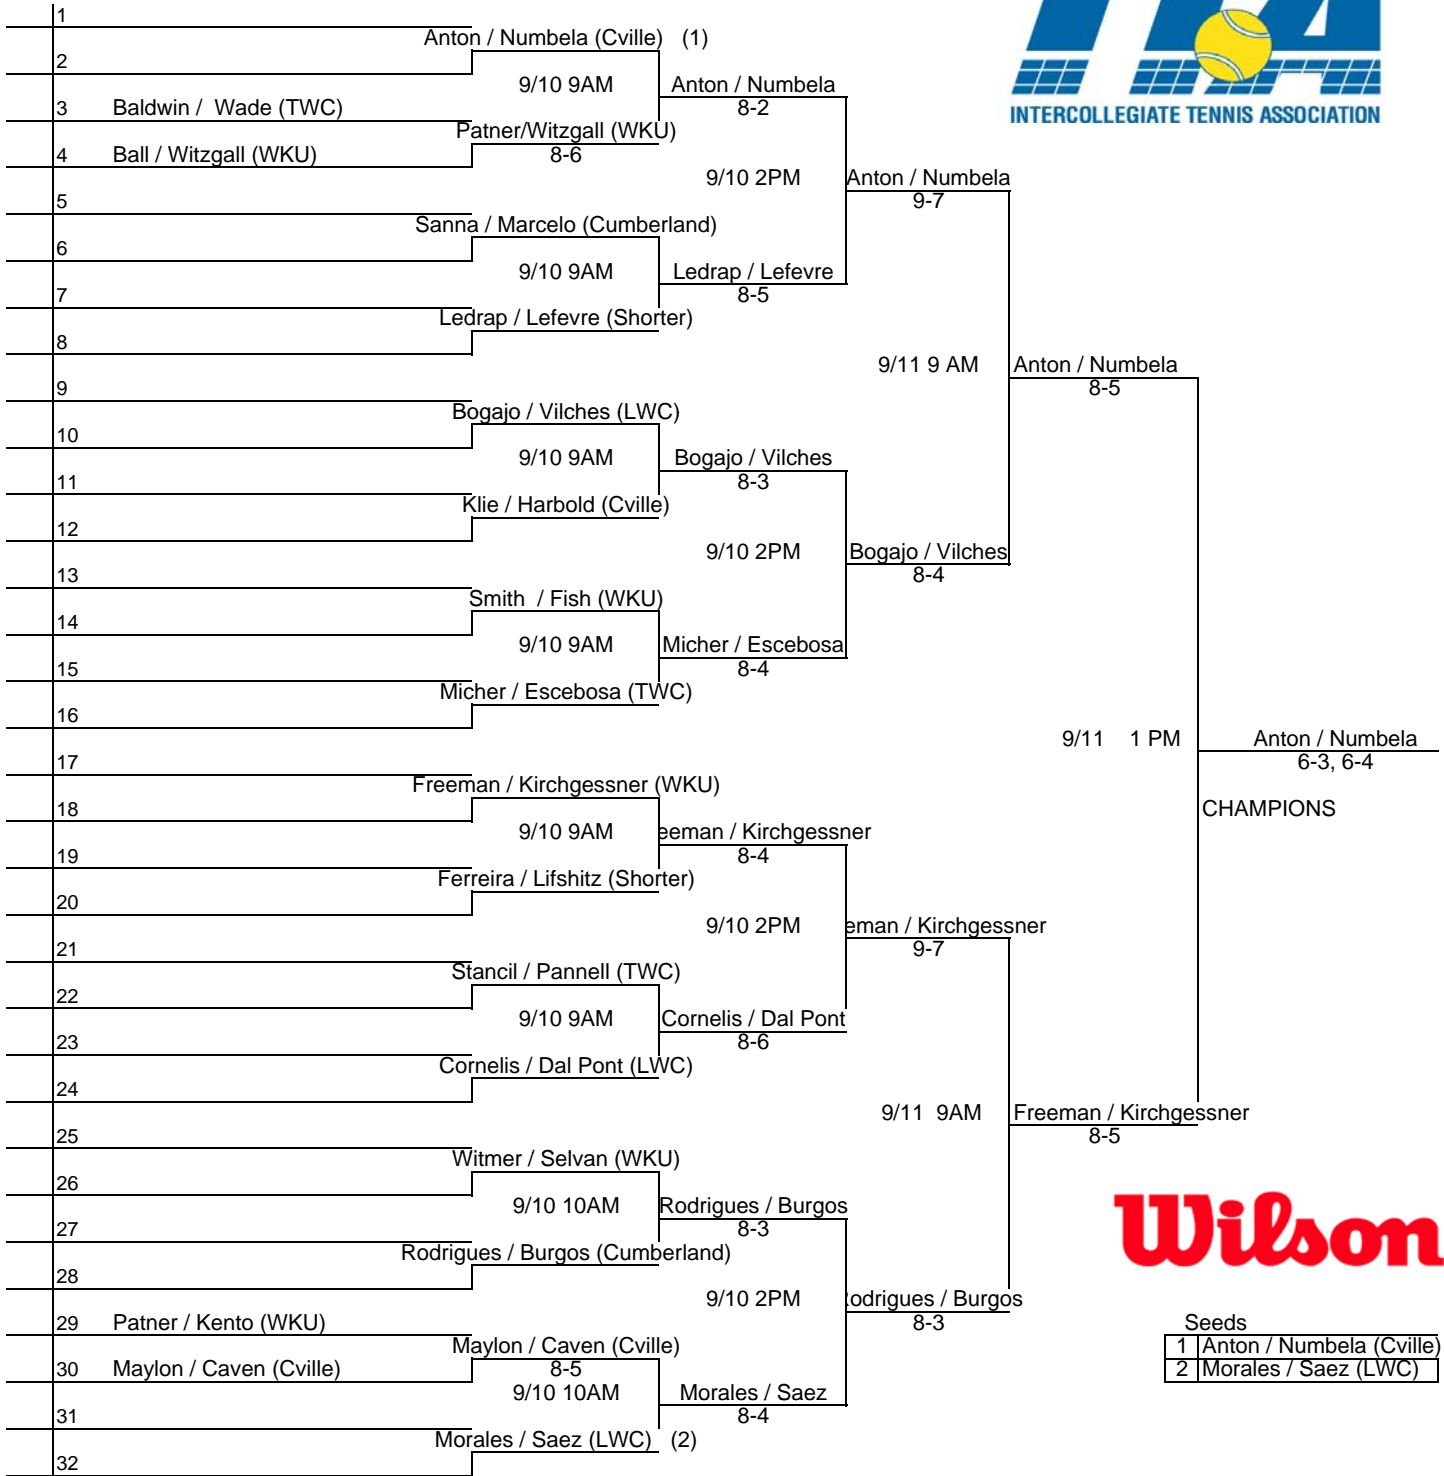 ITA
INTERCOLLEGIATE TENNIS ASSOCIATION
1
Anton / Numbela (Cville) (1)
2
9/10 9AM Anton / Numbela
3 Baldwin / Wade (TWC) 8-2
Patner/Witzgall (WKU)
4 Ball / Witzgall (WKU) 8-6
9/10 2PM Anton / Numbela
5 9-7
Sanna / Marcelo (Cumberland)
6
9/10 9AM Ledrap / Lefevre
7 8-5
Ledrap / Lefevre (Shorter)
8
9/11 9 AM Anton / Numbela
9 8-5
Bogajo / Vilches (LWC)
10
9/10 9AM Bogajo / Vilches
11 8-3
Klie / Harbold (Cville)
12
9/10 2PM Bogajo / Vilches
13 8-4
Smith / Fish (WKU)
14
9/10 9AM Micher / Escebosa
15 8-4
Micher / Escebosa (TWC)
16
9/11 1 PM Anton / Numbela
17 6-3, 6-4
Freeman / Kirchgessner (WKU)
18 CHAMPIONS
9/10 9AM eeman / Kirchgessner
19 8-4
Ferreira / Lifshitz (Shorter)
20
9/10 2PM eman / Kirchgessner
21 9-7
Stancil / Pannell (TWC)
22
9/10 9AM Cornelis / Dal Pont
23 8-6
Cornelis / Dal Pont (LWC)
24
9/11 9AM Freeman / Kirchgessner
25 8-5
Witmer / Selvan (WKU)
26
9/10 10AM Rodrigues / Burgos
27 8-3
Wilson
Rodrigues / Burgos (Cumberland)
28
9/10 2PM Rodrigues / Burgos
29 Patner / Kento (WKU) 8-3
Seeds
Maylon / Caven (Cville) 1 Anton / Numbela (Cville)
30 Maylon / Caven (Cville) 8-5 2 Morales / Saez (LWC)
9/10 10AM Morales / Saez
31 8-4
Morales / Saez (LWC) (2)
32